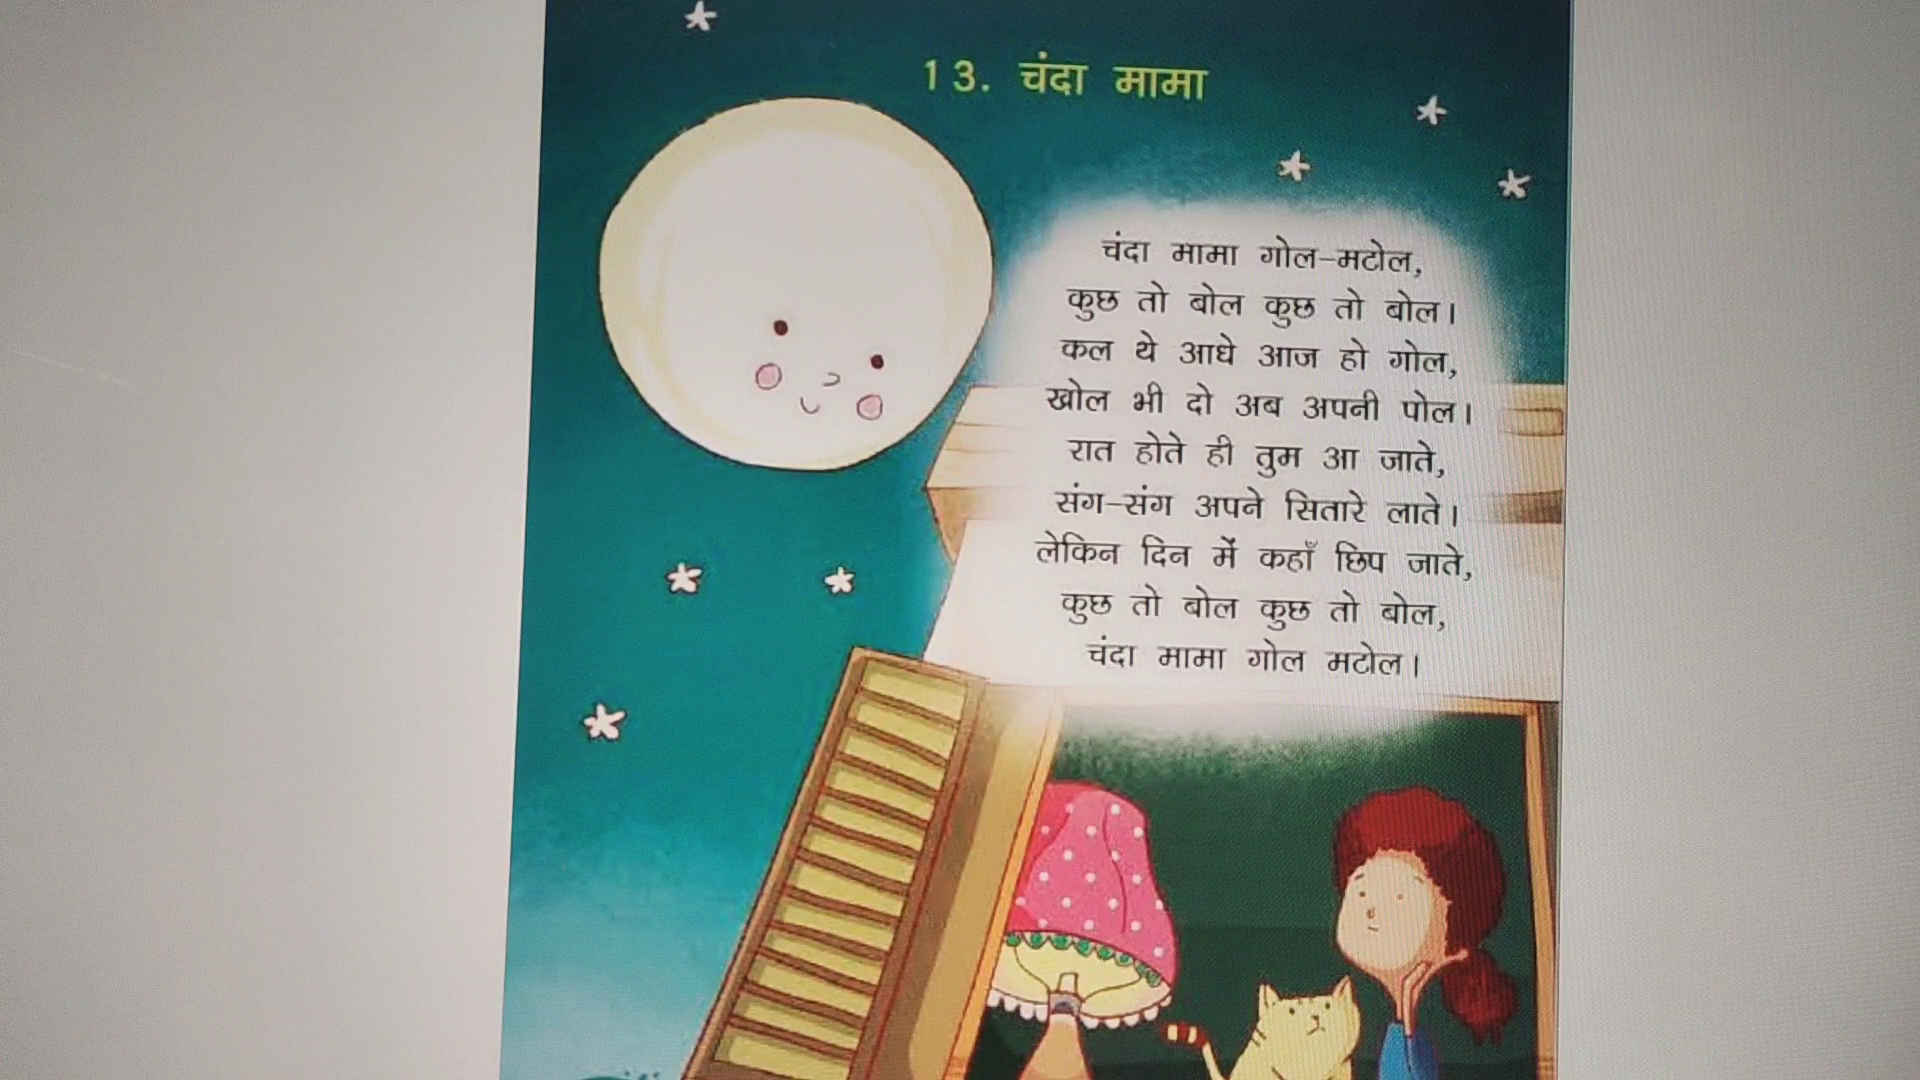 13. चंदा मामा
चंदा मामा गोल-मटोल,
कुछ तो बोल कुछ तो बोल।
कल थे आधे आज हो गोल,
खोल भी दो अब अपनी पोल।
रात होते ही तुम आ जाते,
संग-संग अपने सितारे लाते।
लेकिन दिन में कहाँ छिप जाते,
कुछ तो बोल कुछ तो बोल,
चंदा मामा गोल मटोल।